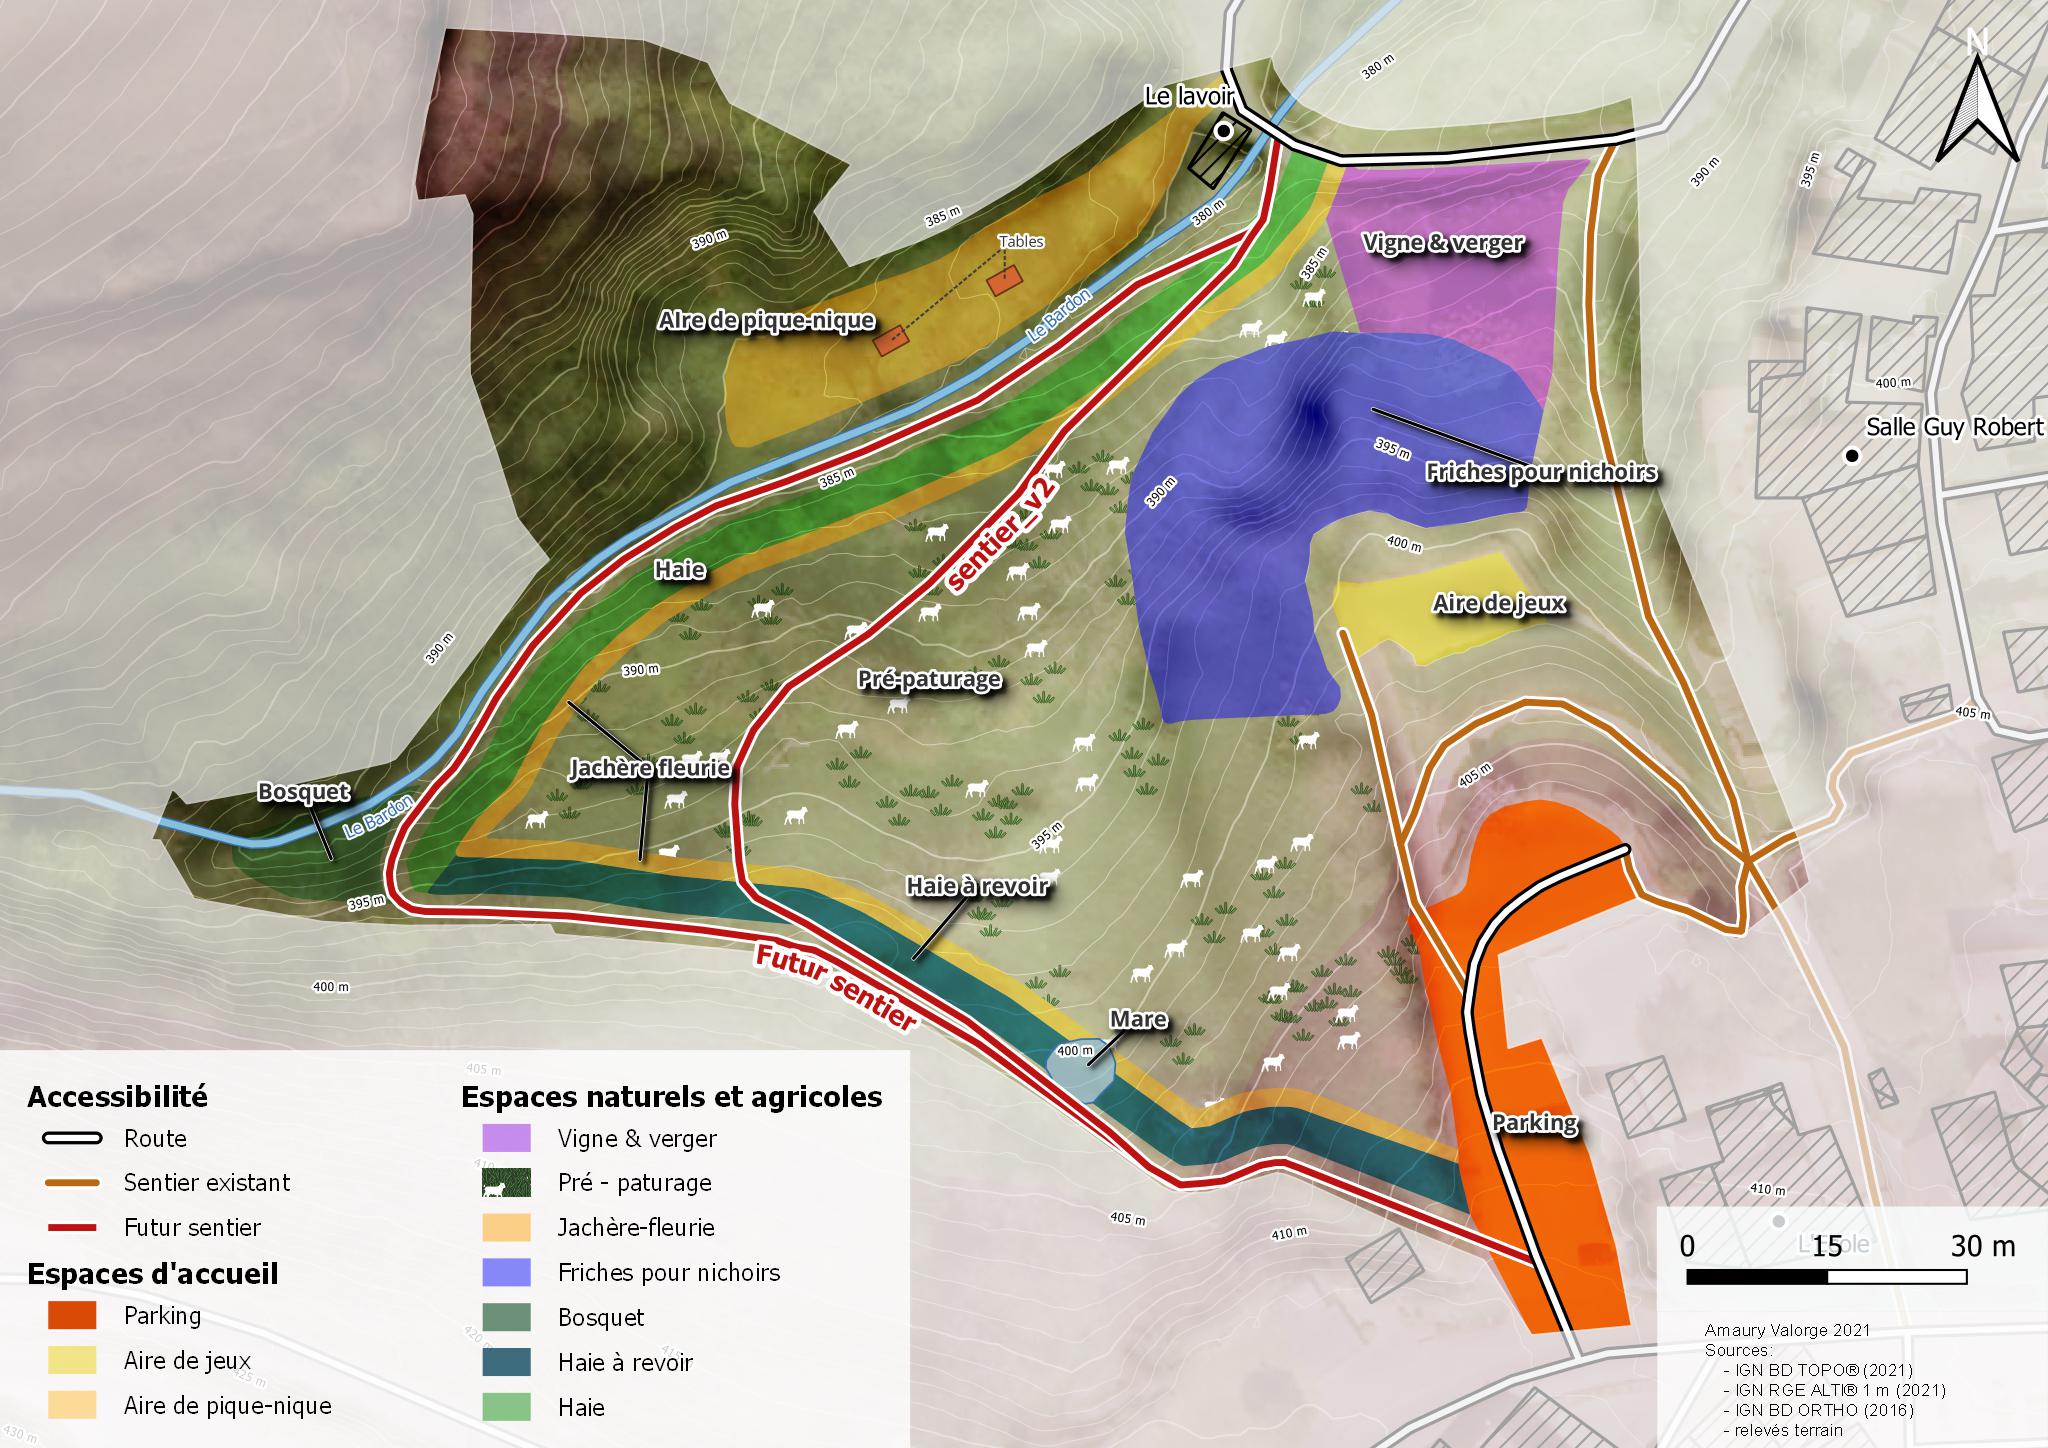 N
380 m
Le lavoir
390 m
395 m
385 m
380 m
390 m
Tables
Vigne & verger
385 m
AIre de pique-nique
Le Bardon
400 m
Salle Guy Robert
395 m
Friches pour nichoirs
385 m
390 m
sentier_v2
400 m
Haie
Aire de jeux
390 m
390 m
Pré-paturage
405 m
Jachère fleurie
405 m
Bosquet
Le Bardon
395 m
Haie à revoir
395 m
Futur sentier
400 m
Mare
400 m
405 m
Parking
410 m
405 m
410 m
L'école
Accessibilité
Route
Sentier existant
Futur sentier
Espaces d'accueil
Parking
Aire de jeux
Aire de pique-nique
Espaces naturels et agricoles
Vigne & verger
Pré - paturage
Jachère-fleurie
Friches pour nichoirs
Bosquet
Haie à revoir
Haie
420 m
425 m
430 m
0 15 30 m
Amaury Valorge 2021
Sources:
- IGN BD TOPO® (2021)
- IGN RGE ALTI® 1 m (2021)
- IGN BD ORTHO (2016)
- relevés terrain